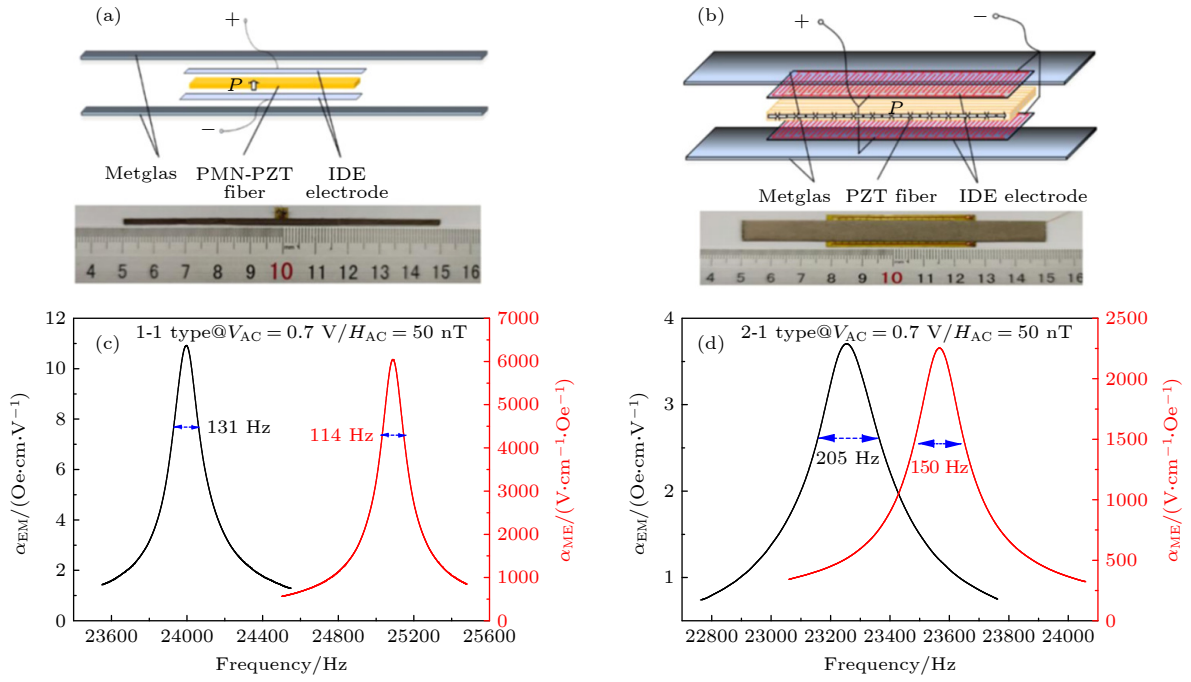 (a)
+
P
−
Metglas PMN-PZT fiber IDE electrode
4 5 6 7 8 9 10 11 12 13 14 15 16
(b)
+ −
P
Metglas PZT fiber IDE electrode
4 5 6 7 8 9 10 11 12 13 14 15 16
(c)
1-1 type@V_AC = 0.7 V/H_AC = 50 nT
131 Hz
114 Hz
α_EM/(Oe·cm·V⁻¹)
12
10
8
6
4
2
0
α_ME/(V·cm⁻¹·Oe⁻¹)
7000
6000
5000
4000
3000
2000
1000
0
23600 24000 24400 24800 25200 25600
Frequency/Hz
(d)
2-1 type@V_AC = 0.7 V/H_AC = 50 nT
205 Hz
150 Hz
α_EM/(Oe·cm·V⁻¹)
4
3
2
1
α_ME/(V·cm⁻¹·Oe⁻¹)
2500
2000
1500
1000
500
0
22800 23000 23200 23400 23600 23800 24000
Frequency/Hz